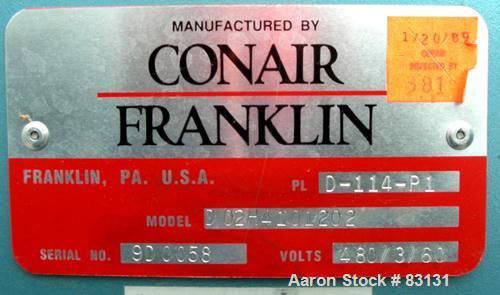 MANUFACTURED BY
CONAIR
FRANKLIN
1/20/89
CONAIR
INSPECTED BY
381
FRANKLIN, PA. U.S.A.
PL D-114-P1
MODEL
SERIAL NO. 9D0058
VOLTS 480/3/60
Aaron Stock # 83131